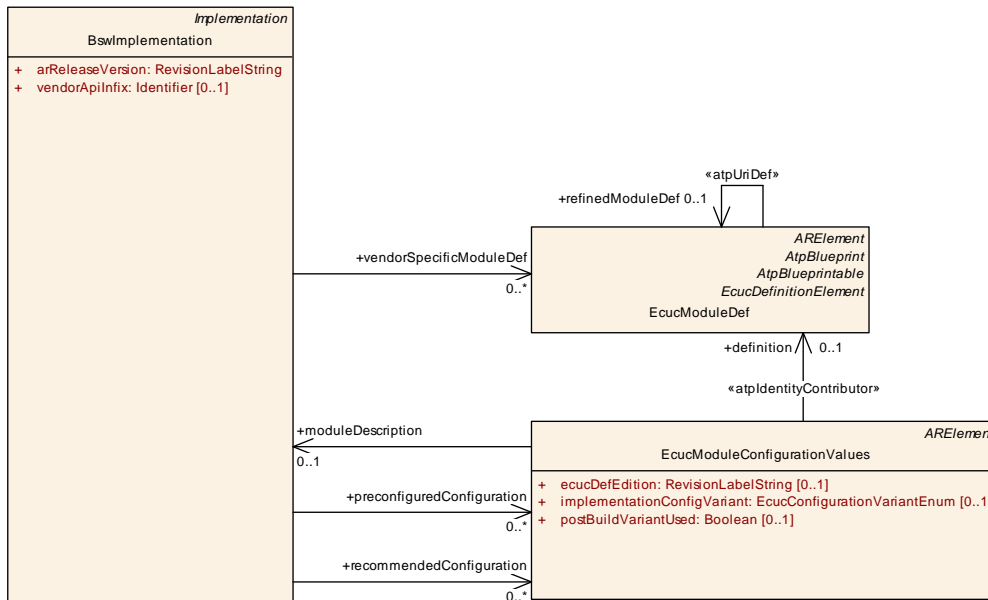 Implementation
BswImplementation
+ arReleaseVersion: RevisionLabelString
+ vendorApiInfix: Identifier [0..1]
«atpUriDef»
+refinedModuleDef 0..1
+vendorSpecificModuleDef
0..*
ARElement
AtpBlueprint
AtpBlueprintable
EcucDefinitionElement
EcucModuleDef
+definition 0..1
«atpIdentityContributor»
+moduleDescription
0..1
ARElement
EcucModuleConfigurationValues
+ ecucDefEdition: RevisionLabelString [0..1]
+ implementationConfigVariant: EcucConfigurationVariantEnum [0..1
+ postBuildVariantUsed: Boolean [0..1]
+preconfiguredConfiguration
0..*
+recommendedConfiguration
0..*